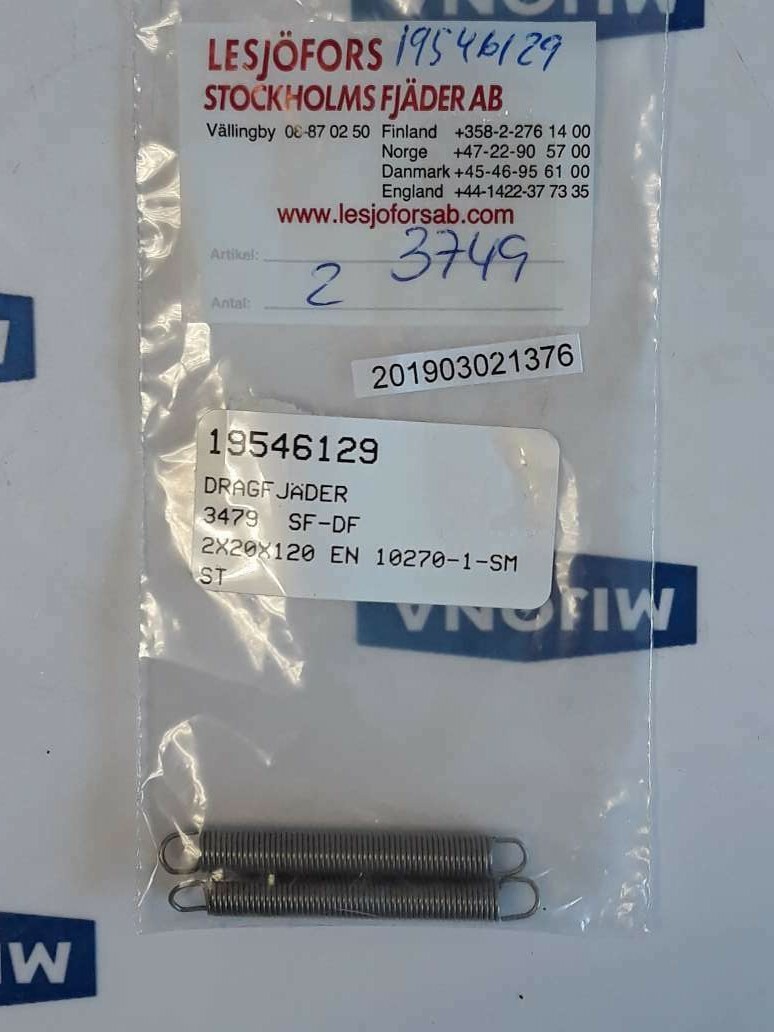 LESJÖFORS 19546129
STOCKHOLMS FJÄDER AB
Vällingby 08-87 02 50 Finland +358-2-276 14 00
Norge +47-22-90 57 00
Danmark +45-46-95 61 00
England +44-1422-37 73 35
www.lesjoforsab.com
Artikel: 3749
Antal: 2
201903021376
19546129
DRAGFJÄDER
3479 SF-DF
2X20X120 EN 10270-1-SM
ST